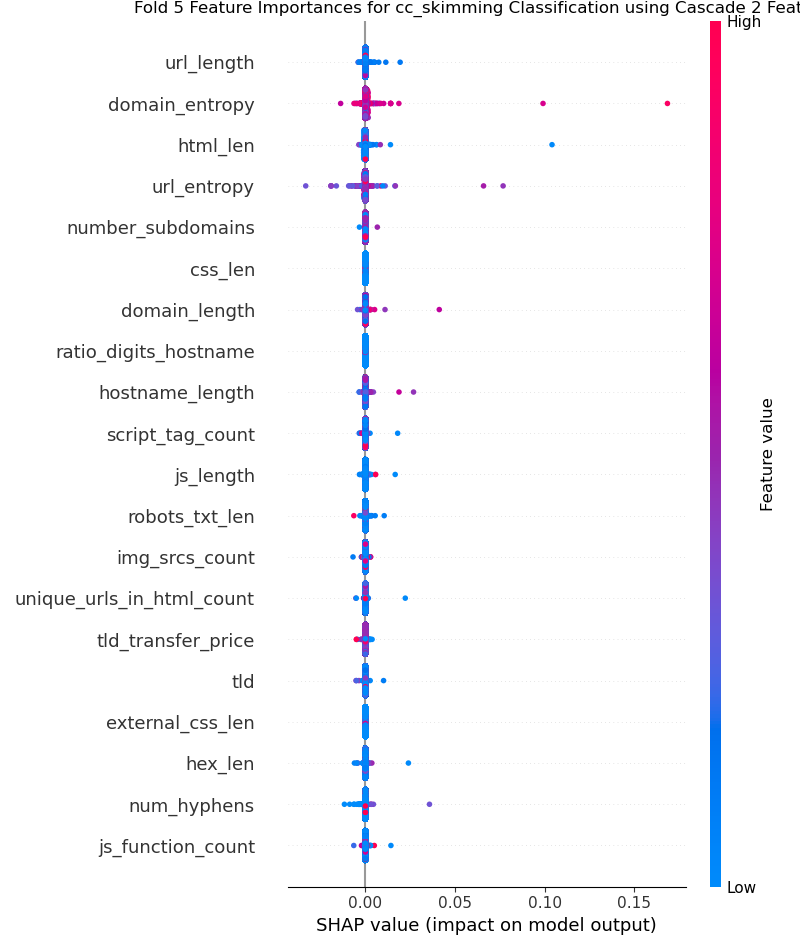 Fold 5 Feature Importances for cc_skimming Classification using Cascade 2 Feat
High
url_length
domain_entropy
html_len
url_entropy
number_subdomains
css_len
domain_length
ratio_digits_hostname
hostname_length
script_tag_count
js_length
robots_txt_len
img_srcs_count
unique_urls_in_html_count
tld_transfer_price
tld
external_css_len
hex_len
num_hyphens
js_function_count
Feature value
Low
0.00 0.05 0.10 0.15
SHAP value (impact on model output)